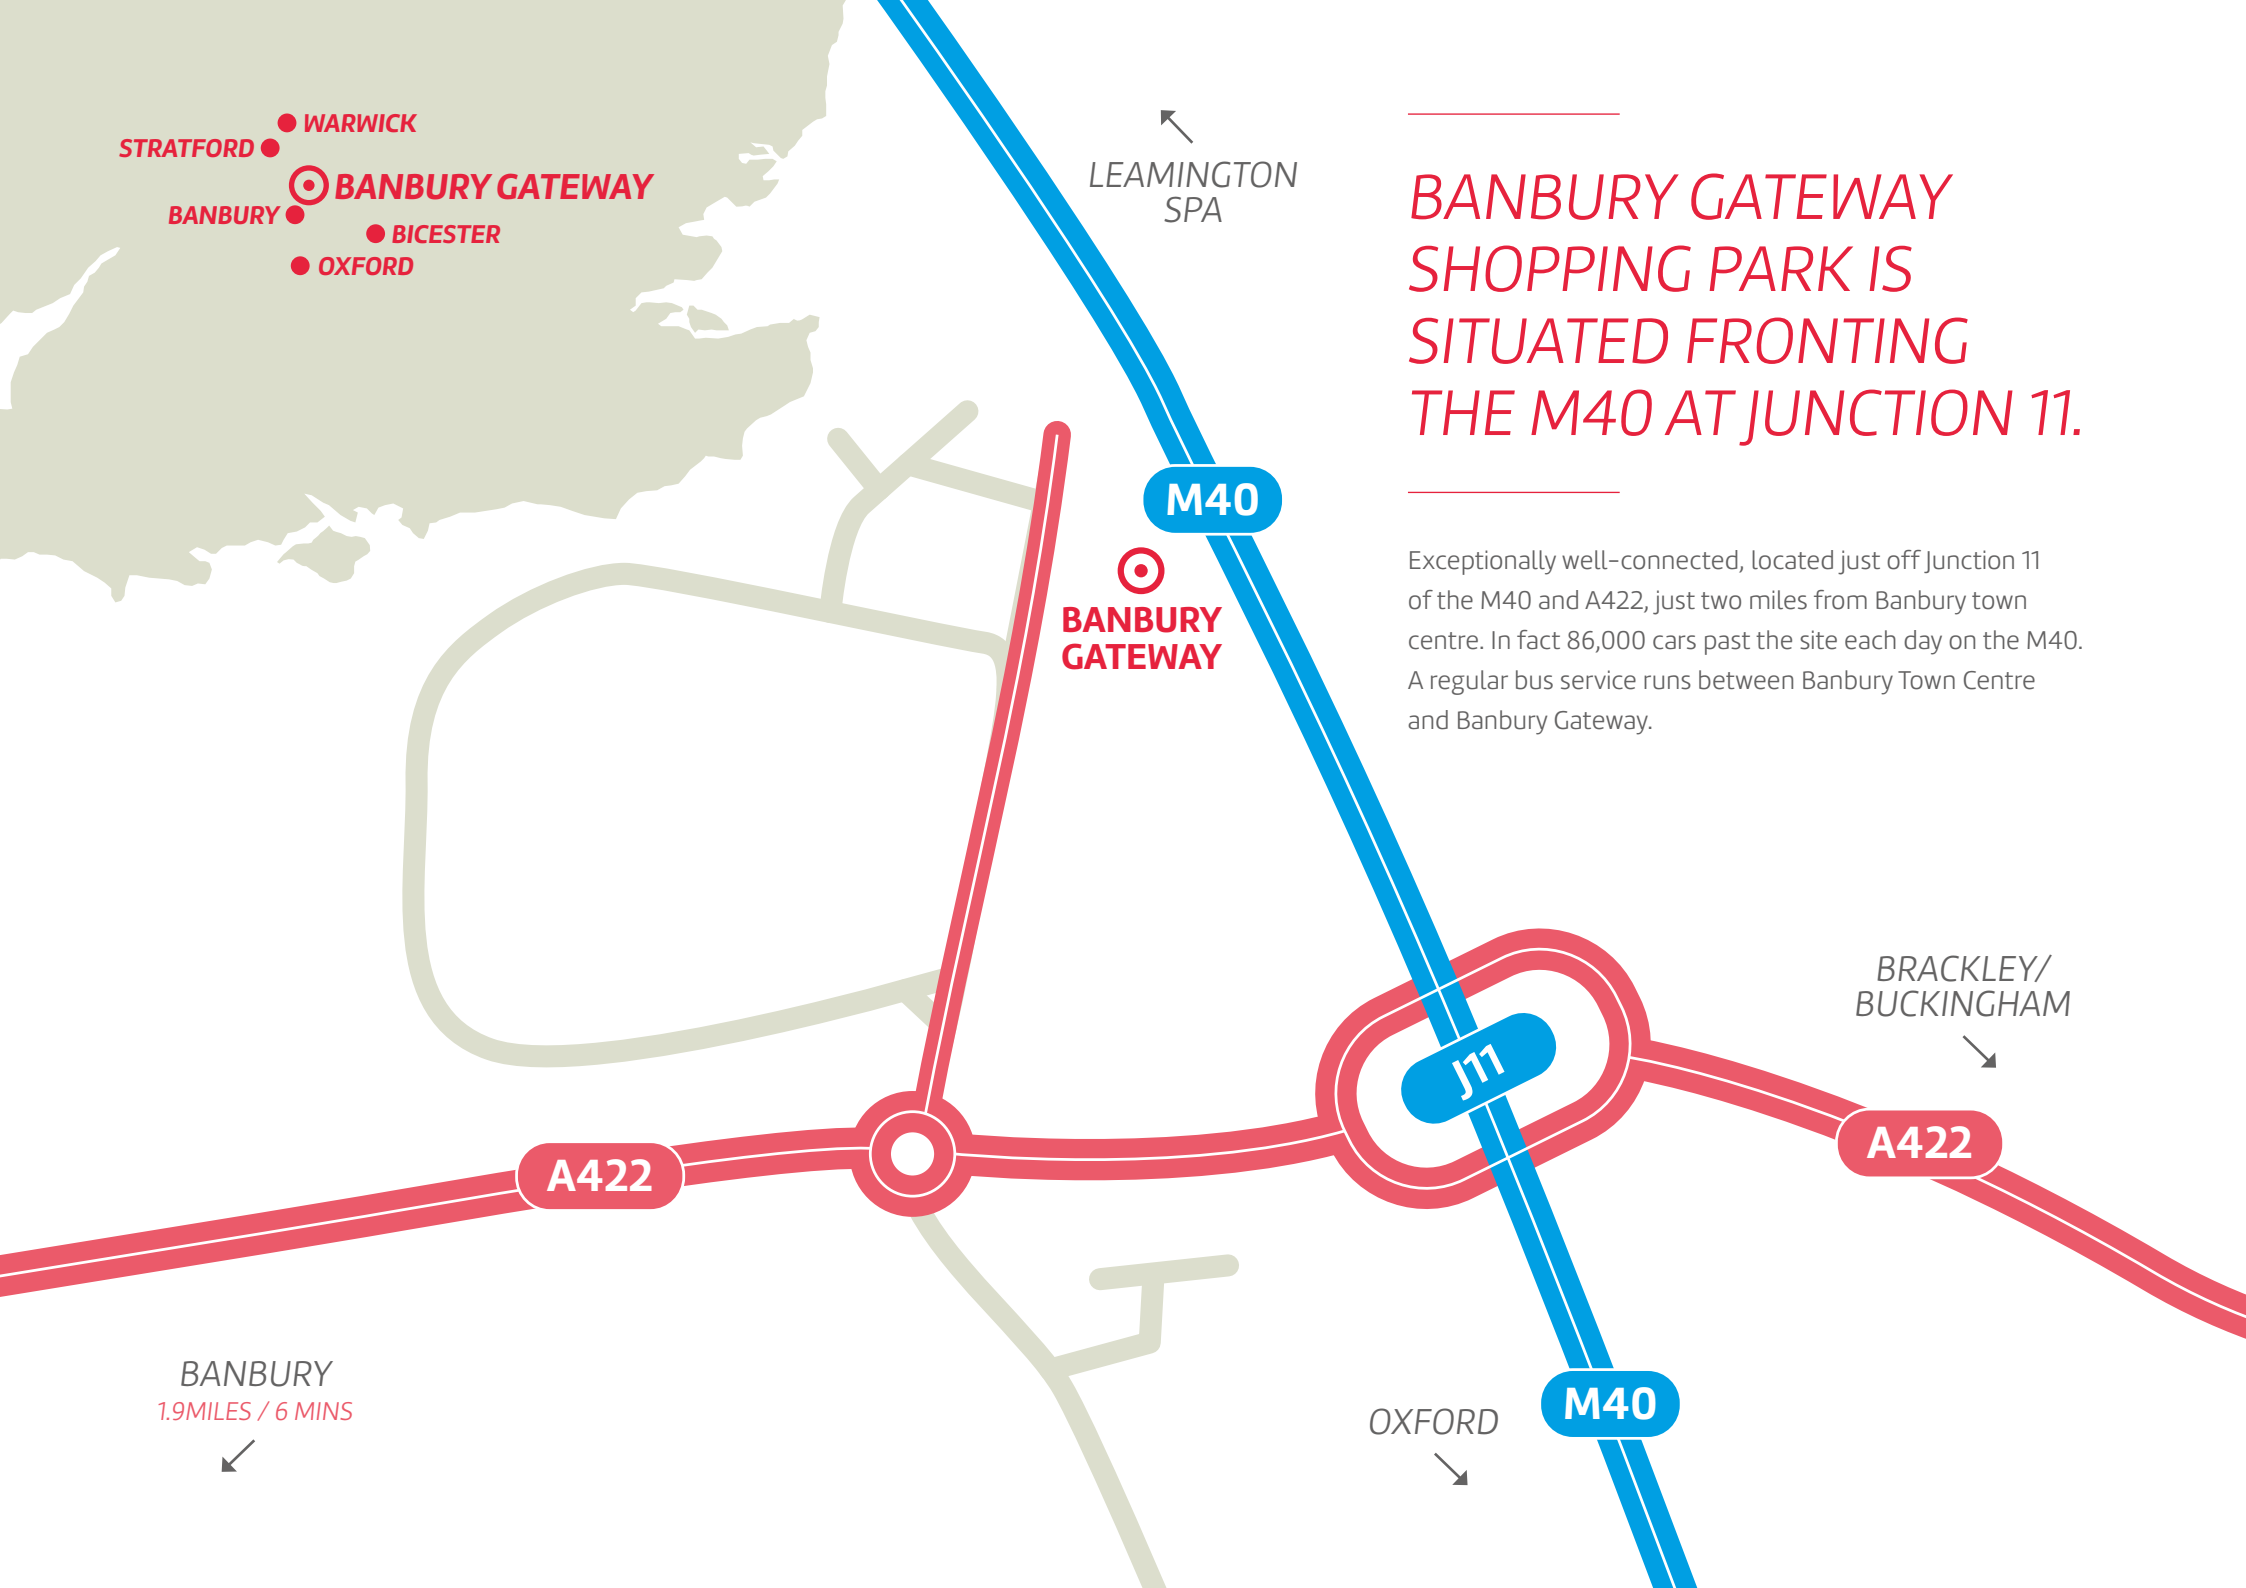 WARWICK
STRATFORD
BANBURY GATEWAY
BANBURY
BICESTER
OXFORD
LEAMINGTON
SPA
BANBURY GATEWAY
SHOPPING PARK IS
SITUATED FRONTING
THE M40 AT JUNCTION 11.
Exceptionally well-connected, located just off Junction 11
of the M40 and A422, just two miles from Banbury town
centre. In fact 86,000 cars past the site each day on the M40.
A regular bus service runs between Banbury Town Centre
and Banbury Gateway.
M40
BANBURY
GATEWAY
BRACKLEY/
BUCKINGHAM
J11
A422
A422
BANBURY
1.9MILES / 6 MINS
OXFORD
M40